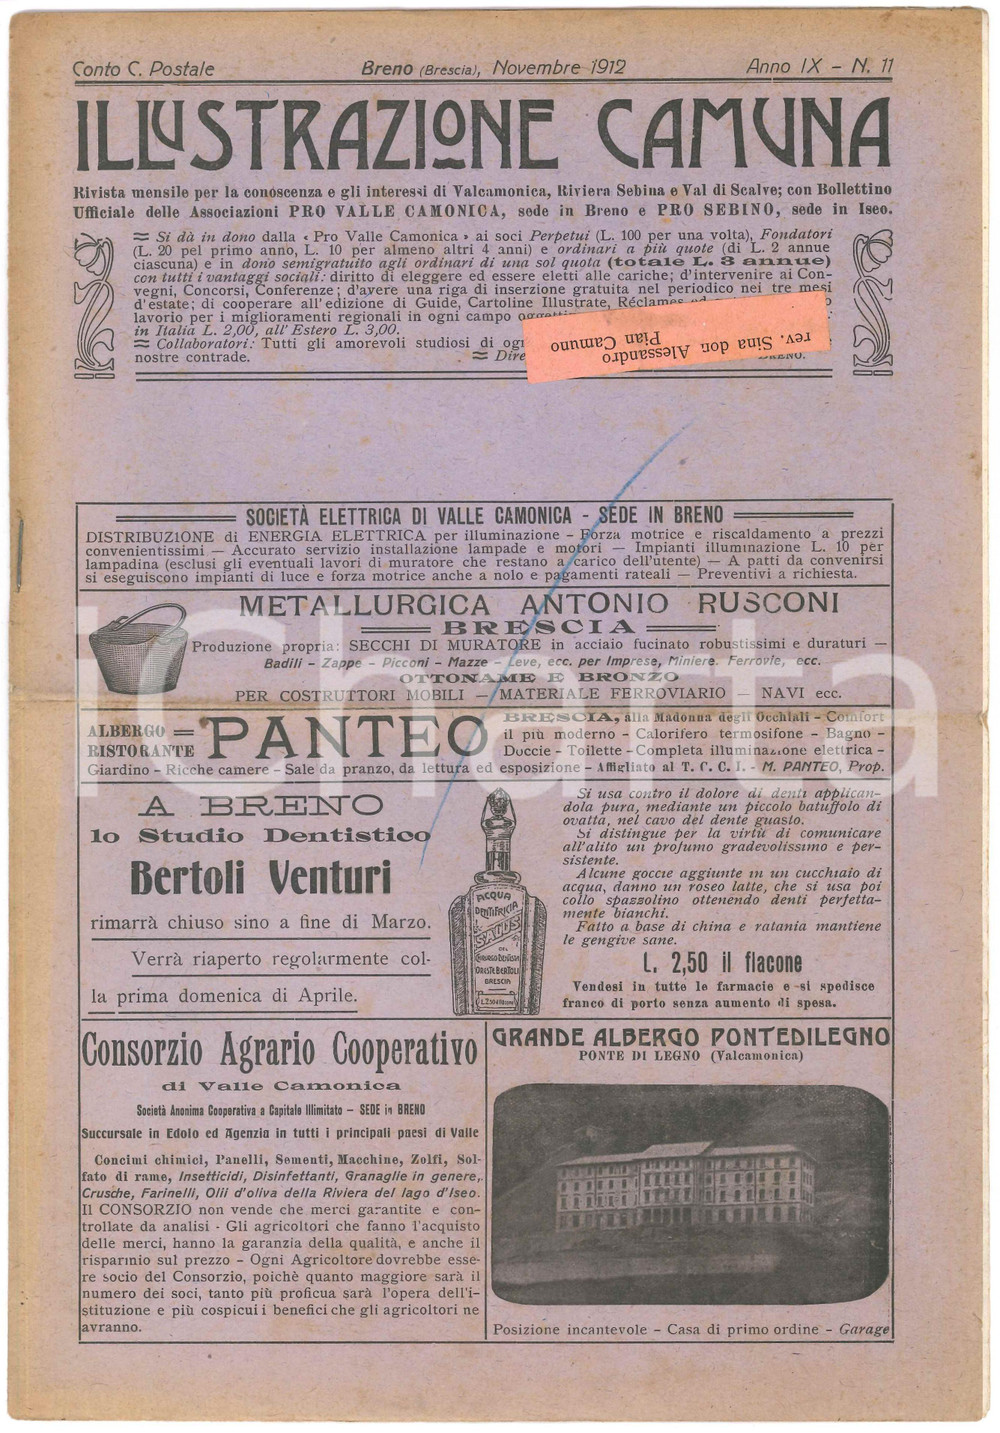 Conto C. Postale
Breno (Brescia), Novembre 1912
Anno IX - N. 11
ILLUSTRAZIONE CAMUNA
Rivista mensile per la conoscenza e gli interessi di Valcamonica, Riviera Sebina e Val di Scalve; con Bollettino
Ufficiale delle Associazioni PRO VALLE CAMONICA, sede in Breno e PRO SEBINO, sede in Iseo.
Si dà in dono dalla « Pro Valle Camonica » ai soci Perpetui (L. 100 per una volta), Fondatori
(L. 20 pel primo anno, L. 10 per almeno altri 4 anni) e ordinari a più quote (di L. 2 annue
ciascuna) e in dono semigratuito agli ordinari di una sol quota (totale L. 3 annue)
con tutti i vantaggi sociali: diritto di eleggere ed essere eletti alle cariche; d'intervenire ai Con-
vegni, Concorsi, Conferenze; d'avere una riga di inserzione gratuita nel periodico nei tre mesi
d'estate; di cooperare all'edizione di Guide, Cartoline Illustrate, Réclames
lavorio per i miglioramenti regionali in ogni campo
in Italia L. 2,00, all'Estero L. 3,00.
Collaboratori: Tutti gli amorevoli studiosi di
nostre contrade.
Dire
BRENO.
rev. Sina don Alessandro
Pian Camuno
SOCIETÀ ELETTRICA DI VALLE CAMONICA - SEDE IN BRENO
DISTRIBUZIONE di ENERGIA ELETTRICA per illuminazione - Forza motrice e riscaldamento a prezzi
convenientissimi — Accurato servizio installazione lampade e motori — Impianti illuminazione L. 10 per
lampadina (esclusi gli eventuali lavori di muratore che restano a carico dell'utente) — A patti da convenirsi
si eseguiscono impianti di luce e forza motrice anche a nolo e pagamenti rateali — Preventivi a richiesta.
METALLURGICA ANTONIO RUSCONI
BRESCIA
Produzione propria: SECCHI DI MURATORE in acciaio fucinato robustissimi e duraturi —
Badili - Zappe - Picconi - Mazze - Leve, ecc. per Imprese, Miniere. Ferrovie, ecc.
OTTONAME E BRONZO
PER COSTRUTTORI MOBILI — MATERIALE FERROVIARIO — NAVI ecc.
ALBERGO
RISTORANTE
PANTEO
BRESCIA, alla Madonna degli Occhiali - Comfort
il più moderno - Calorifero termosifone - Bagno -
Duccie - Toilette - Completa illuminazione elettrica -
Giardino - Ricche camere - Sale da pranzo, da lettura ed esposizione - Affigliato al T. C. C. I. - M. PANTEO, Prop.
A BRENO
lo Studio Dentistico
Bertoli Venturi
rimarrà chiuso sino a fine di Marzo.
Verrà riaperto regolarmente col-
la prima domenica di Aprile.
ACQUA
DENTIFRICIA
SALUS
DEL
CHIRURGO DENTISTA
ORESTE BERTOLI
BRESCIA
Si usa contro il dolore di denti applican-
dola pura, mediante un piccolo batuffolo di
ovatta, nel cavo del dente guasto.
Si distingue per la virtù di comunicare
all'alito un profumo gradevolissimo e per-
sistente.
Alcune goccie aggiunte in un cucchiaio di
acqua, danno un roseo latte, che si usa poi
collo spazzolino ottenendo denti perfetta-
mente bianchi.
Fatto a base di china e ratania mantiene
le gengive sane.
L. 2,50 il flacone
Vendesi in tutte le farmacie e si spedisce
franco di porto senza aumento di spesa.
Consorzio Agrario Cooperativo
di Valle Camonica
Società Anonima Cooperativa a Capitale Illimitato - SEDE in BRENO
Succursale in Edolo ed Agenzia in tutti i principali paesi di Valle
Concimi chimici, Panelli, Sementi, Macchine, Zolfi, Sol-
fato di rame, Insetticidi, Disinfettanti, Granaglie in genere,
Crusche, Farinelli, Olii d'oliva della Riviera del lago d'Iseo.
Il CONSORZIO non vende che merci garantite e con-
trollate da analisi - Gli agricoltori che fanno l'acquisto
delle merci, hanno la garanzia della qualità, e anche il
risparmio sul prezzo - Ogni Agricoltore dovrebbe esse-
re socio del Consorzio, poichè quanto maggiore sarà il
numero dei soci, tanto più proficua sarà l'opera dell'i-
stituzione e più cospicui i benefici che gli agricoltori ne
avranno.
GRANDE ALBERGO PONTEDILEGNO
PONTE DI LEGNO (Valcamonica)
Posizione incantevole - Casa di primo ordine - Garage
iCharta